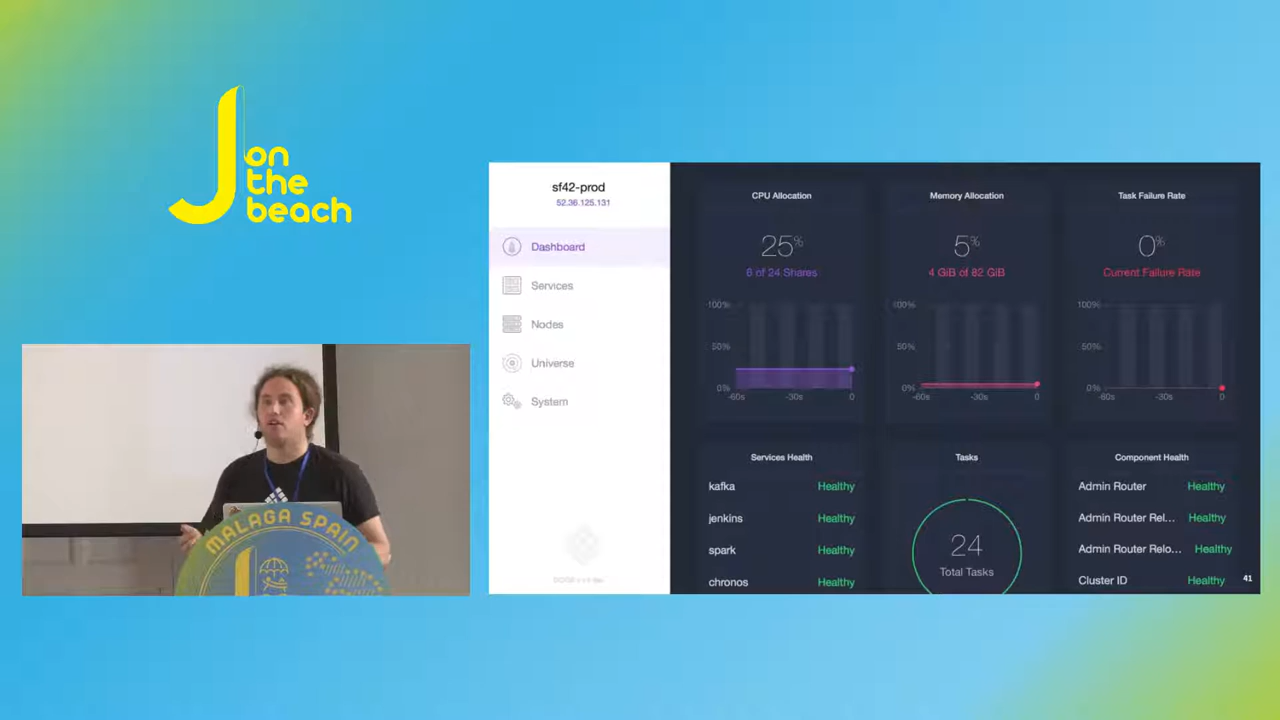 on
the
beach
MALAGA SPAIN
sf42-prod
52.36.125.131
Dashboard
Services
Nodes
Universe
System
CPU Allocation
25%
6 of 24 Shares
100%
50%
0%
-60s
-30s
0
Memory Allocation
5%
4 GiB of 82 GiB
100%
50%
0%
-60s
-30s
0
Task Failure Rate
0%
Current Failure Rate
100%
50%
0%
-60s
-30s
0
Services Health
kafka Healthy
jenkins Healthy
spark Healthy
chronos Healthy
Tasks
24
Total Tasks
Component Health
Admin Router Healthy
Admin Router Rel... Healthy
Admin Router Relo... Healthy
Cluster ID Healthy
41